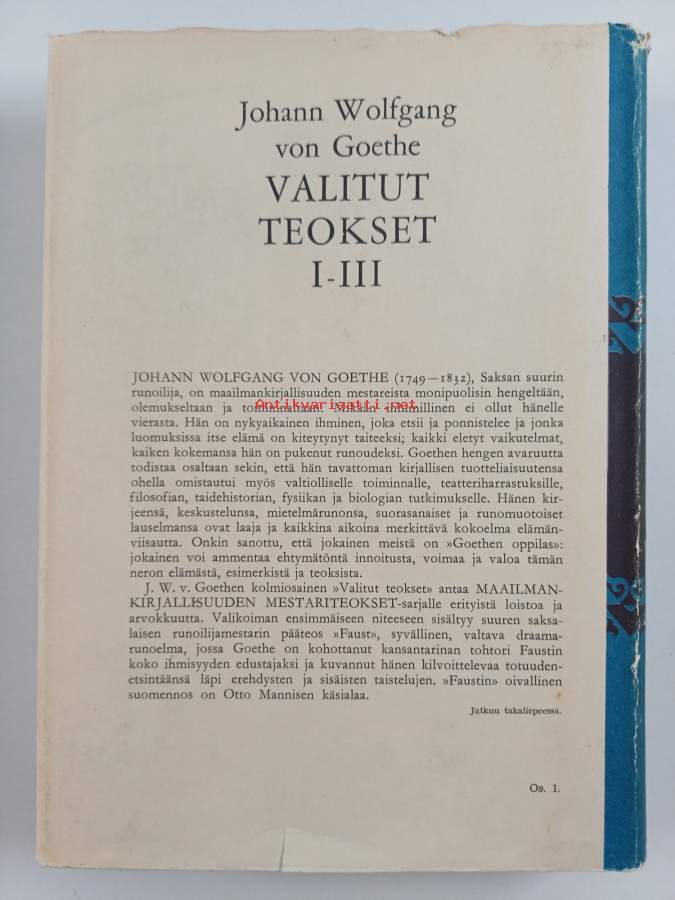 Johann Wolfgang
von Goethe
VALITUT
TEOKSET
I-III
JOHANN WOLFGANG VON GOETHE (1749—1832), Saksan suurin
runoilija, on maailmankirjallisuuden mestareista monipuolisin hengeltään,
Antikvariaatti.net
olemukseltaan ja toiminnaltaan. Mikään inhimillinen ei ollut hänelle
vierasta. Hän on nykyaikainen ihminen, joka etsii ja ponnistelee ja jonka
luomuksissa itse elämä on kiteytynyt taiteeksi; kaikki eletyt vaikutelmat,
kaiken kokemansa hän on pukenut runoudeksi. Goethen hengen avaruutta
todistaa osaltaan sekin, että hän tavattoman kirjallisen tuotteliaisuutensa
ohella omistautui myös valtiolliselle toiminnalle, teatteriharrastuksille,
filosofian, taidehistorian, fysiikan ja biologian tutkimukselle. Hänen kir-
jeensä, keskustelunsa, mietelmärunonsa, suorasanaiset ja runomuotoiset
lauselmansa ovat laaja ja kaikkina aikoina merkittävä kokoelma elämän-
viisautta. Onkin sanottu, että jokainen meistä on »Goethen oppilas»:
jokainen voi ammentaa ehtymätöntä innoitusta, voimaa ja valoa tämän
neron elämästä, esimerkistä ja teoksista.
J. W. v. Goethen kolmiosainen »Valitut teokset» antaa MAAILMAN-
KIRJALLISUUDEN MESTARITEOKSET-sarjalle erityistä loistoa ja
arvokkuutta. Valikoiman ensimmäiseen niteeseen sisältyy suuren saksa-
laisen runoilijamestarin pääteos »Faust», syvällinen, valtava draama-
runoelma, jossa Goethe on kohottanut kansantarinan tohtori Faustin
koko ihmisyyden edustajaksi ja kuvannut hänen kilvoittelevaa totuuden-
etsintäänsä läpi erehdysten ja sisäisten taistelujen. »Faustin» oivallinen
suomennos on Otto Mannisen käsialaa.
Jatkuu takaliepeessä.
Os. 1.